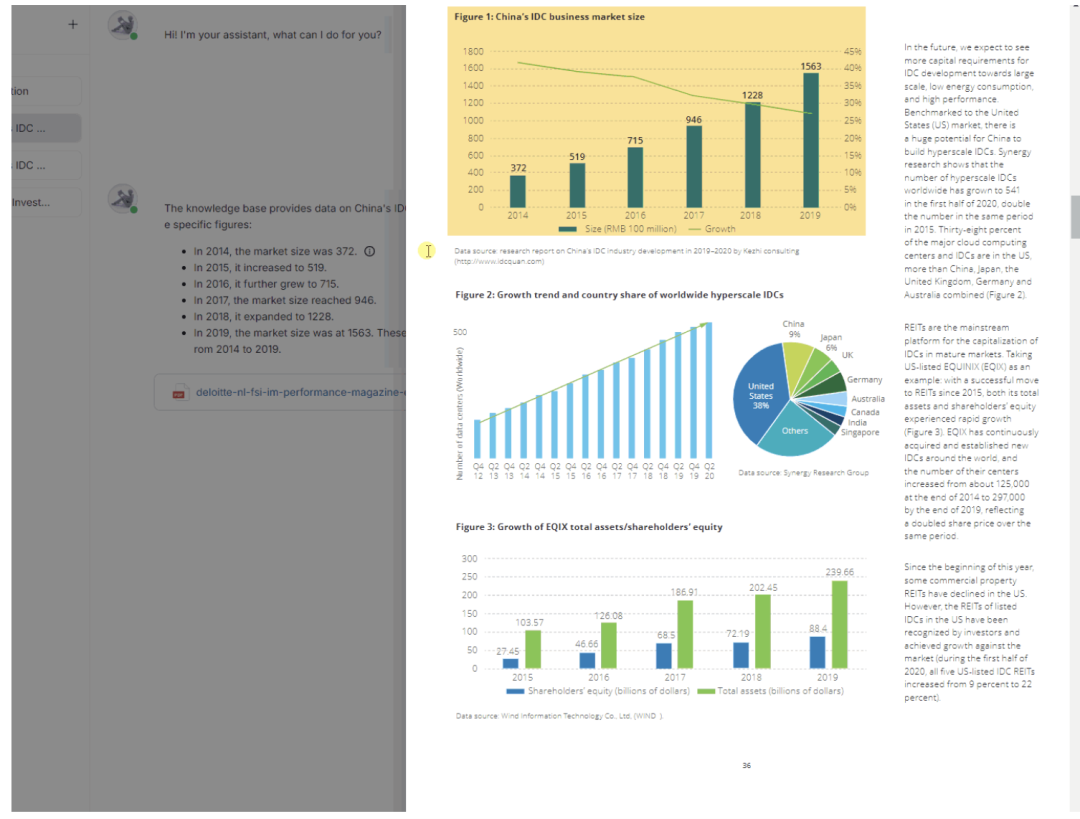 +
Hi! I'm your assistant, what can I do for you?
tion
IDC ...
IDC ...
Invest...
The knowledge base provides data on China's ID
e specific figures:
• In 2014, the market size was 372.
• In 2015, it increased to 519.
• In 2016, it further grew to 715.
• In 2017, the market size reached 946.
• In 2018, it expanded to 1228.
• In 2019, the market size was at 1563. These
rom 2014 to 2019.
deloitte-nl-fsi-im-performance-magazine-
Figure 1: China's IDC business market size
1800
1600
1400
1200
1000
800
600
400
200
0
45%
40%
35%
30%
25%
20%
15%
10%
5%
0%
372
519
715
946
1228
1563
2014 2015 2016 2017 2018 2019
Size (RMB 100 million) Growth
Data source: research report on China's IDC industry development in 2019-2020 by Kezhi consulting
(http://www.idcquan.com)
Figure 2: Growth trend and country share of worldwide hyperscale IDCs
Number of data centers (Worldwide)
500
Q4 Q2 Q3 Q2 Q4 Q2 Q4 Q2 Q4 Q2 Q4 Q2 Q4 Q2 Q4 Q2
12 13 13 14 14 15 15 16 16 17 17 18 18 19 19 20
China
9%
Japan
6%
UK
Germany
Australia
Canada
India
Singapore
Others
United
States
38%
Data source: Synergy Research Group
Figure 3: Growth of EQIX total assets/shareholders' equity
300
250
200
150
100
50
0
27.45
103.57
46.66
126.08
68.5
186.91
72.19
202.45
88.4
239.66
2015 2016 2017 2018 2019
Shareholders' equity (billions of dollars) Total assets (billions of dollars)
Data source: Wind Information Technology Co., Ltd. (WIND ).
In the future, we expect to see
more capital requirements for
IDC development towards large
scale, low energy consumption,
and high performance.
Benchmarked to the United
States (US) market, there is
a huge potential for China to
build hyperscale IDCs. Synergy
research shows that the
number of hyperscale IDCs
worldwide has grown to 541
in the first half of 2020, double
the number in the same period
in 2015. Thirty-eight percent
of the major cloud computing
centers and IDCs are in the US,
more than China, Japan, the
United Kingdom, Germany and
Australia combined (Figure 2).
REITs are the mainstream
platform for the capitalization of
IDCs in mature markets. Taking
US-listed EQUINIX (EQIX) as an
example: with a successful move
to REITs since 2015, both its total
assets and shareholders' equity
experienced rapid growth
(Figure 3). EQIX has continuously
acquired and established new
IDCs around the world, and
the number of their centers
increased from about 125,000
at the end of 2014 to 297,000
by the end of 2019, reflecting
a doubled share price over the
same period.
Since the beginning of this year,
some commercial property
REITs have declined in the US.
However, the REITs of listed
IDCs in the US have been
recognized by investors and
achieved growth against the
market (during the first half of
2020, all five US-listed IDC REITs
increased from 9 percent to 22
percent).
36